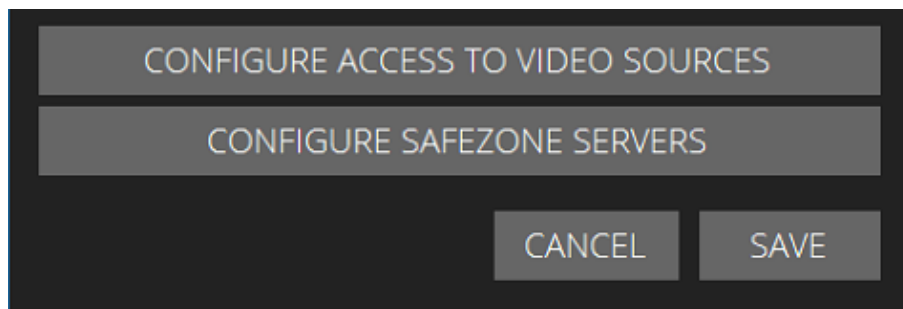 CONFIGURE ACCESS TO VIDEO SOURCES
CONFIGURE SAFEZONE SERVERS
CANCEL SAVE